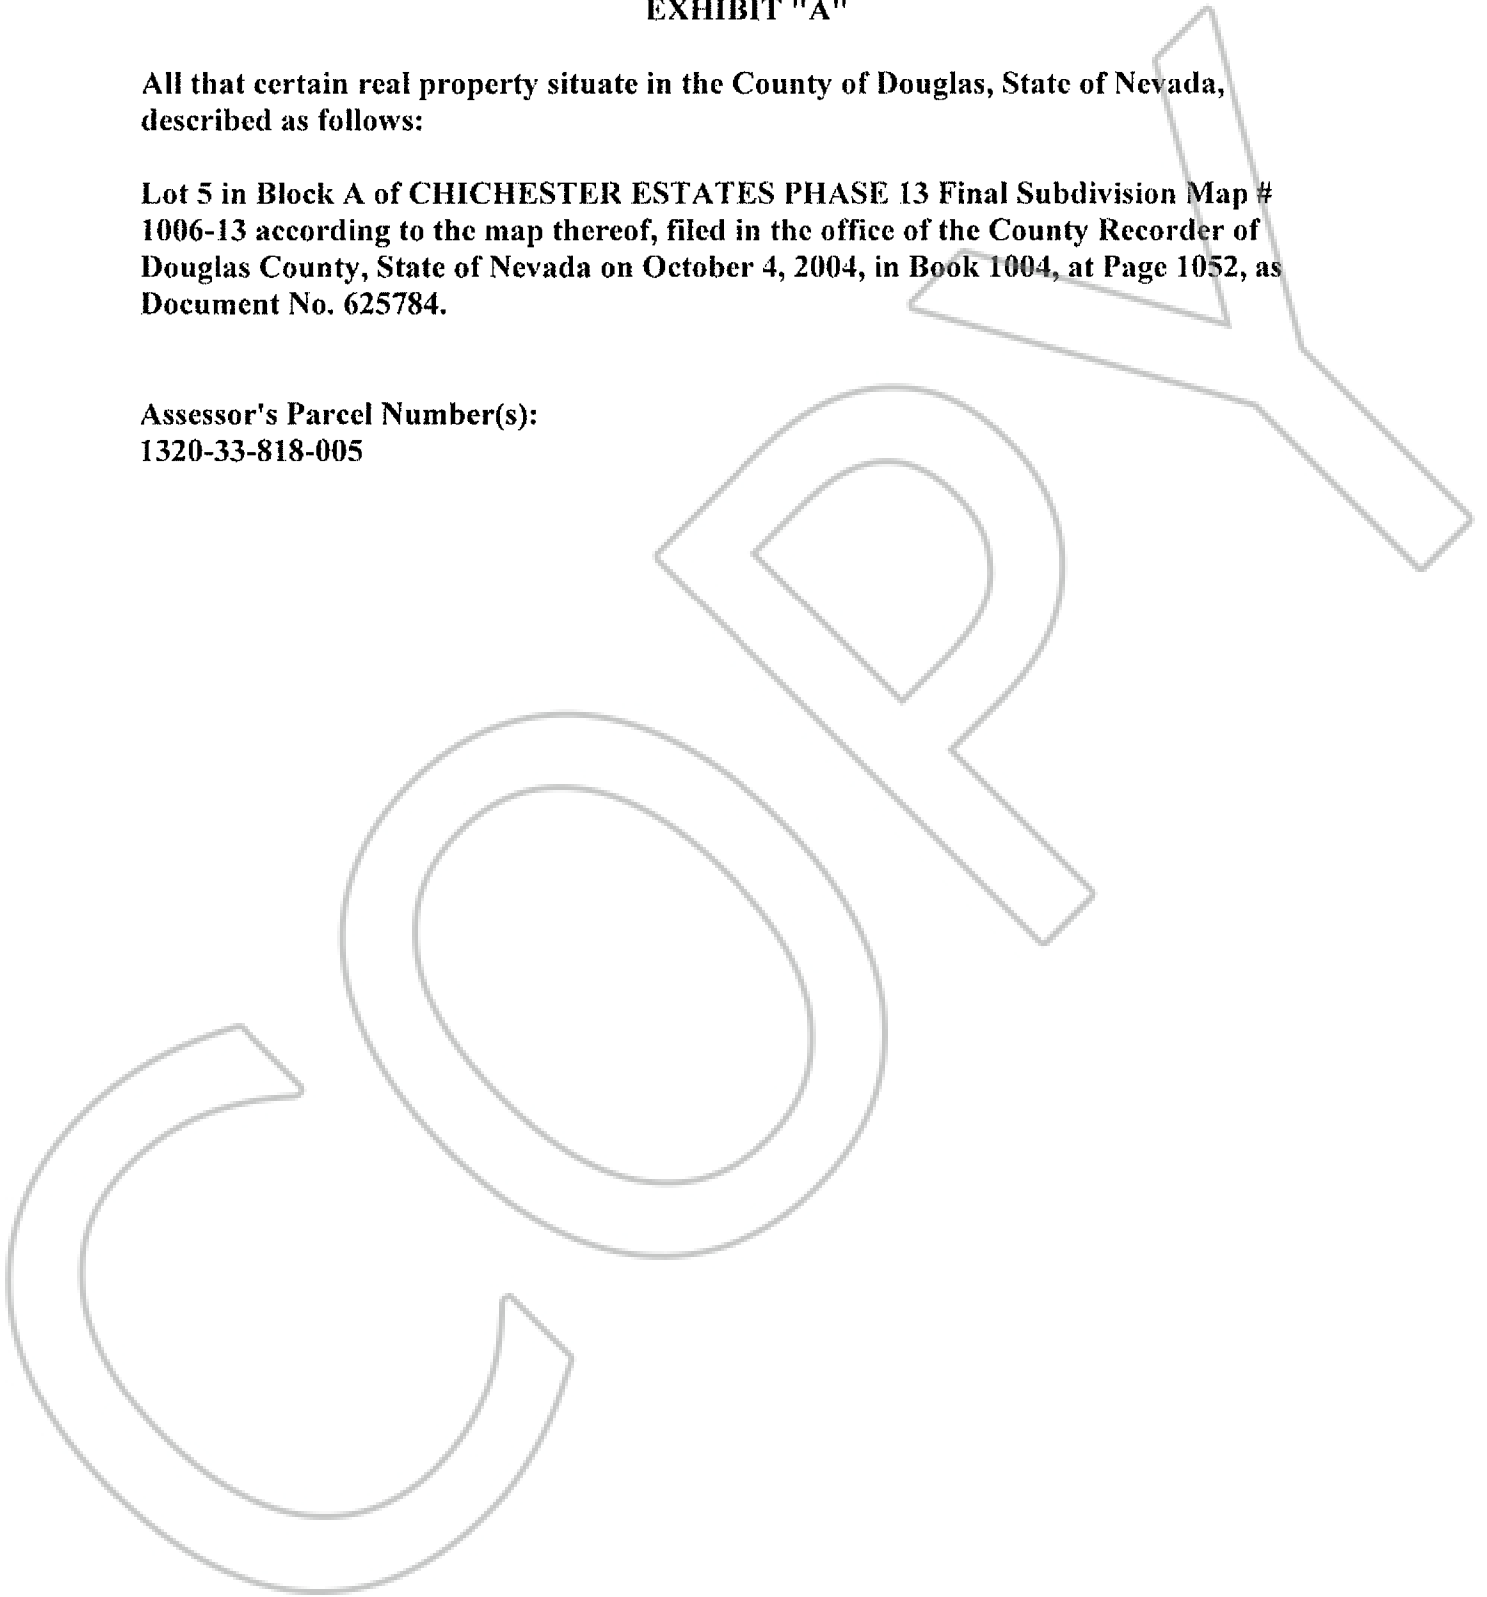 EXHIBIT "A"
All that certain real property situate in the County of Douglas, State of Nevada,
described as follows:
Lot 5 in Block A of CHICHESTER ESTATES PHASE 13 Final Subdivision Map #
1006-13 according to the map thereof, filed in the office of the County Recorder of
Douglas County, State of Nevada on October 4, 2004, in Book 1004, at Page 1052, as
Document No. 625784.
Assessor's Parcel Number(s):
1320-33-818-005
COPY